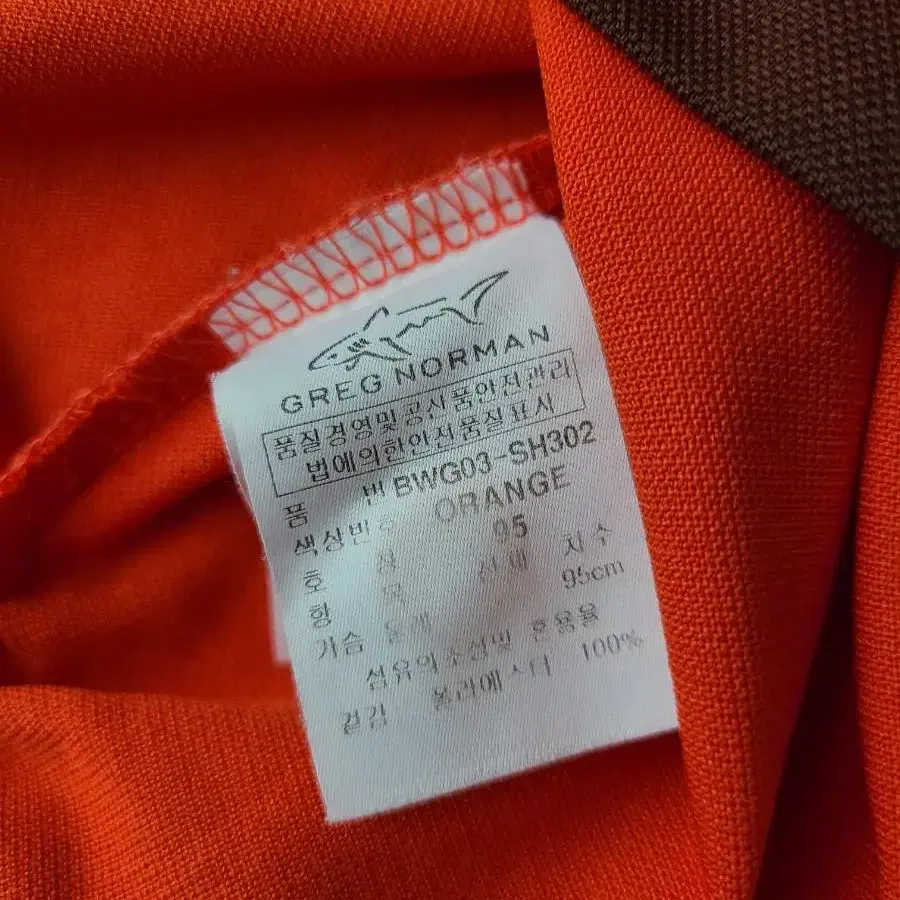 GREG NORMAN
품질경영및공산품안전관리
법에의한안전품질표시
품 번 BWG03-SH302
색상번호 ORANGE
호 칭 95
항 목 신체 치수
가슴 둘레 95cm
섬유의조성및 혼용율
겉감 폴리에스터 100%